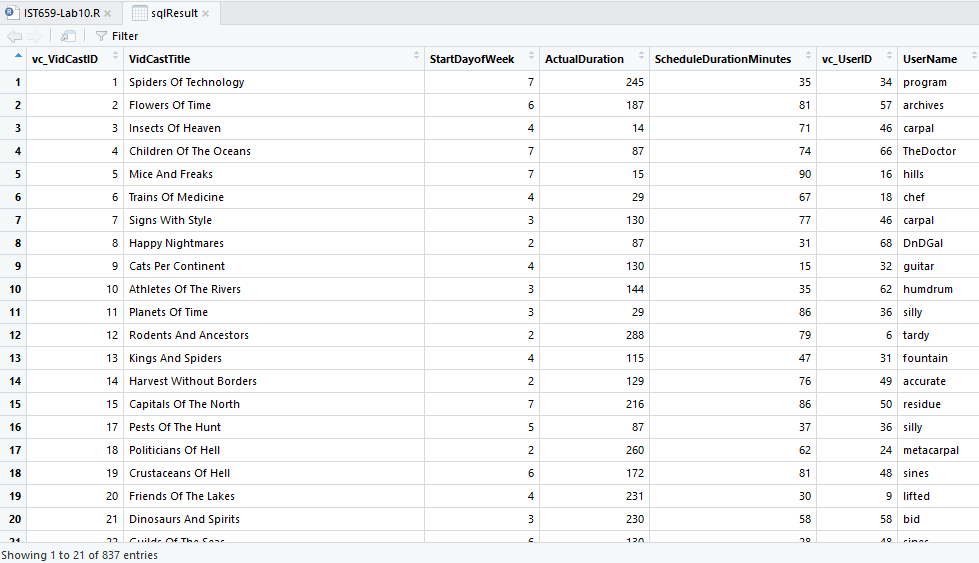 IST659-Lab10.R × sqlResult ×
Filter
vc_VidCastID VidCastTitle StartDayofWeek ActualDuration ScheduleDurationMinutes vc_UserID UserName
1 1 Spiders Of Technology 7 245 35 34 program
2 2 Flowers Of Time 6 187 81 57 archives
3 3 Insects Of Heaven 4 14 71 46 carpal
4 4 Children Of The Oceans 7 87 74 66 TheDoctor
5 5 Mice And Freaks 7 15 90 16 hills
6 6 Trains Of Medicine 4 29 67 18 chef
7 7 Signs With Style 3 130 77 46 carpal
8 8 Happy Nightmares 2 87 31 68 DnDGal
9 9 Cats Per Continent 4 130 15 32 guitar
10 10 Athletes Of The Rivers 3 144 35 62 humdrum
11 11 Planets Of Time 3 29 86 36 silly
12 12 Rodents And Ancestors 2 288 79 6 tardy
13 13 Kings And Spiders 4 115 47 31 fountain
14 14 Harvest Without Borders 2 129 76 49 accurate
15 15 Capitals Of The North 7 216 86 50 residue
16 17 Pests Of The Hunt 5 87 37 36 silly
17 18 Politicians Of Hell 2 260 62 24 metacarpal
18 19 Crustaceans Of Hell 6 172 81 48 sines
19 20 Friends Of The Lakes 4 231 30 9 lifted
20 21 Dinosaurs And Spirits 3 230 58 58 bid
21 22 Guilds Of The Seas 6 130 28 48 sines
Showing 1 to 21 of 837 entries